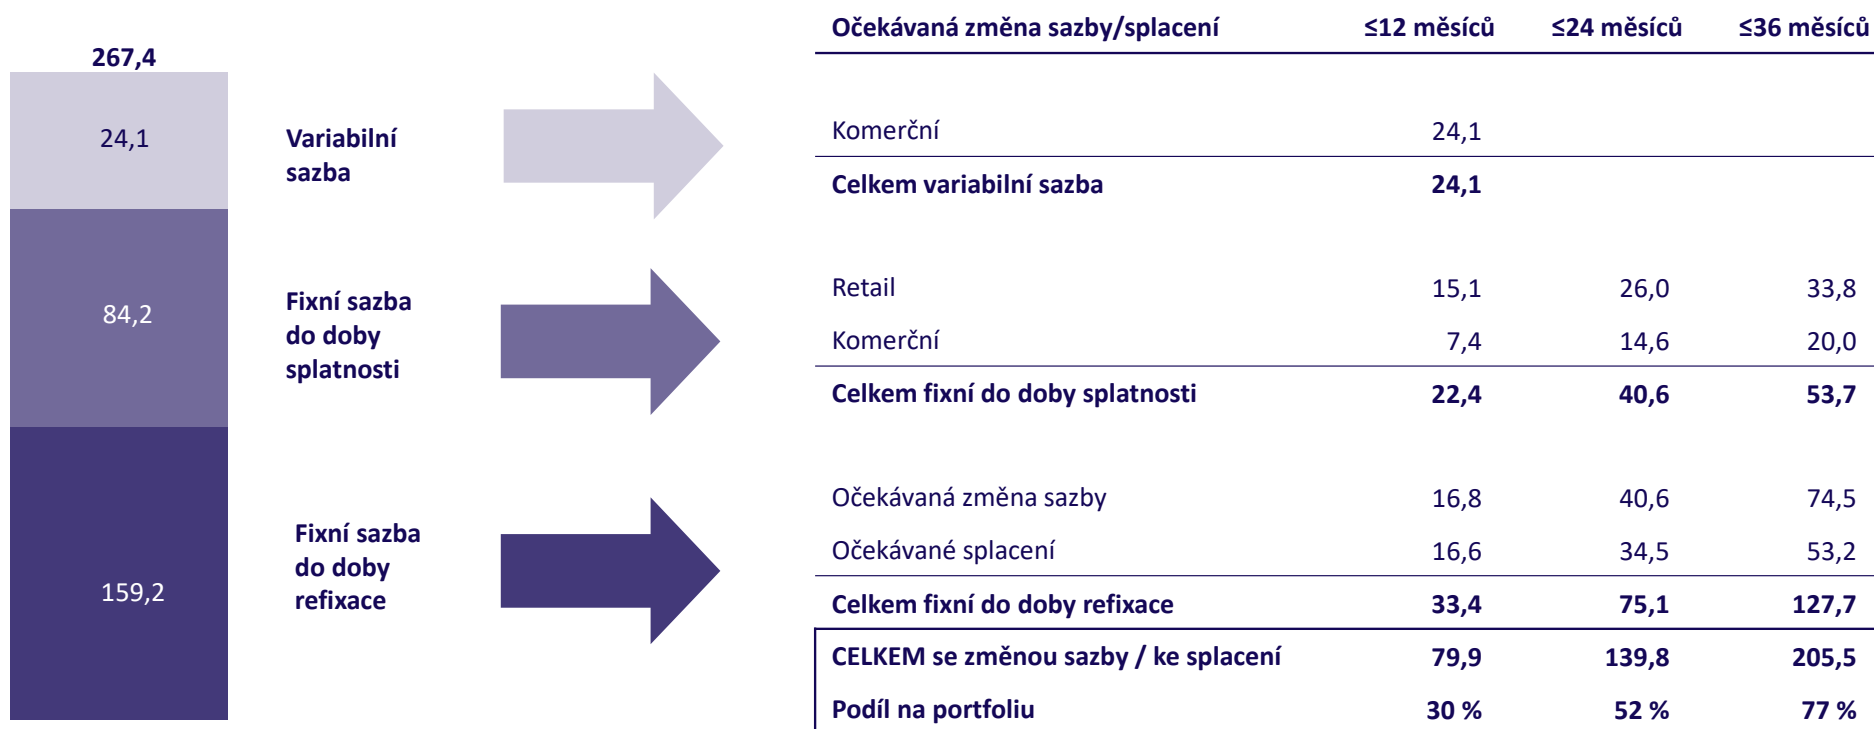 267,4
24,1
84,2
159,2
Variabilní
sazba
Fixní sazba
do doby
splatnosti
Fixní sazba
do doby
refixace
Očekávaná změna sazby/splacení ≤12 měsíců ≤24 měsíců ≤36 měsíců
Komerční 24,1
Celkem variabilní sazba 24,1
Retail 15,1 26,0 33,8
Komerční 7,4 14,6 20,0
Celkem fixní do doby splatnosti 22,4 40,6 53,7
Očekávaná změna sazby 16,8 40,6 74,5
Očekávané splacení 16,6 34,5 53,2
Celkem fixní do doby refixace 33,4 75,1 127,7
CELKEM se změnou sazby / ke splacení 79,9 139,8 205,5
Podíl na portfoliu 30 % 52 % 77 %